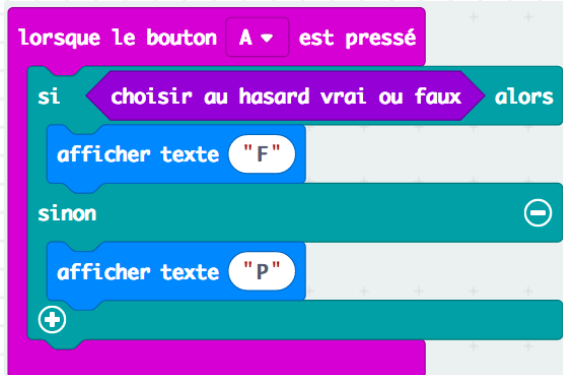 lorsque le bouton A est pressé
si choisir au hasard vrai ou faux alors
afficher texte "F"
sinon
afficher texte "P"